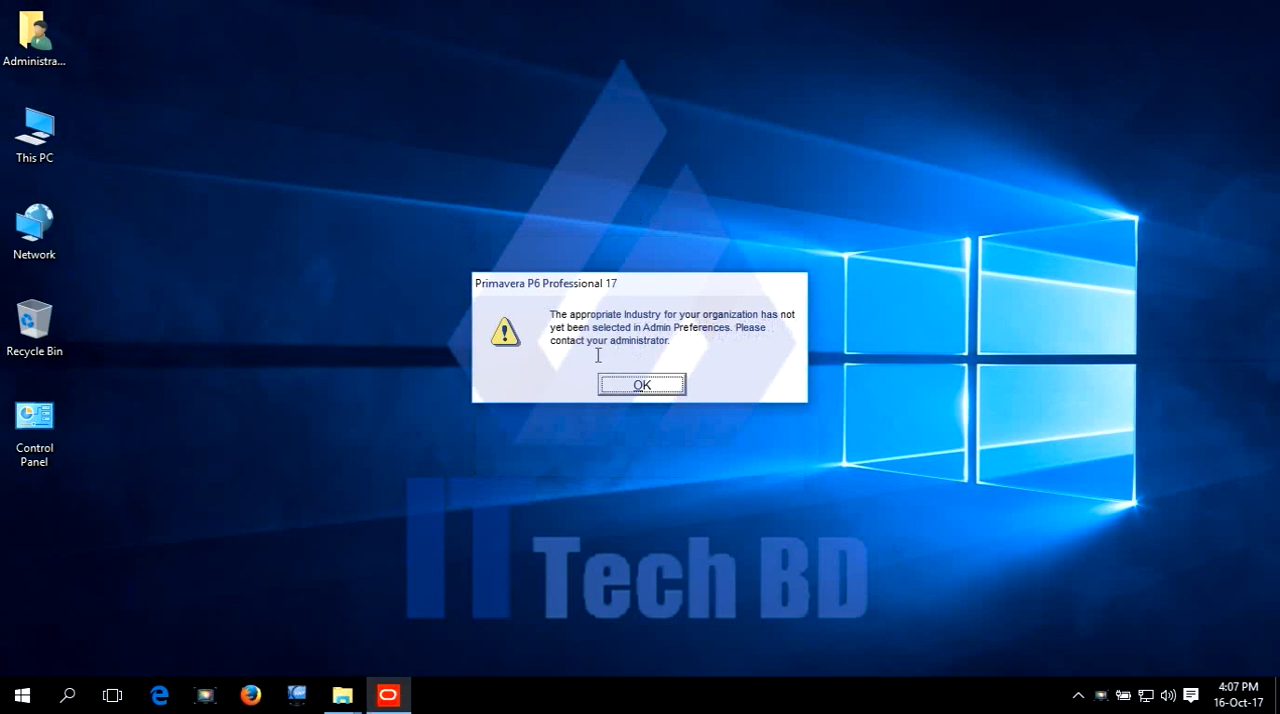 Administra...
This PC
Network
Recycle Bin
Control
Panel
Primavera P6 Professional 17
The appropriate Industry for your organization has not
yet been selected in Admin Preferences. Please
contact your administrator.
OK
IT Tech BD
4:07 PM
16-Oct-17